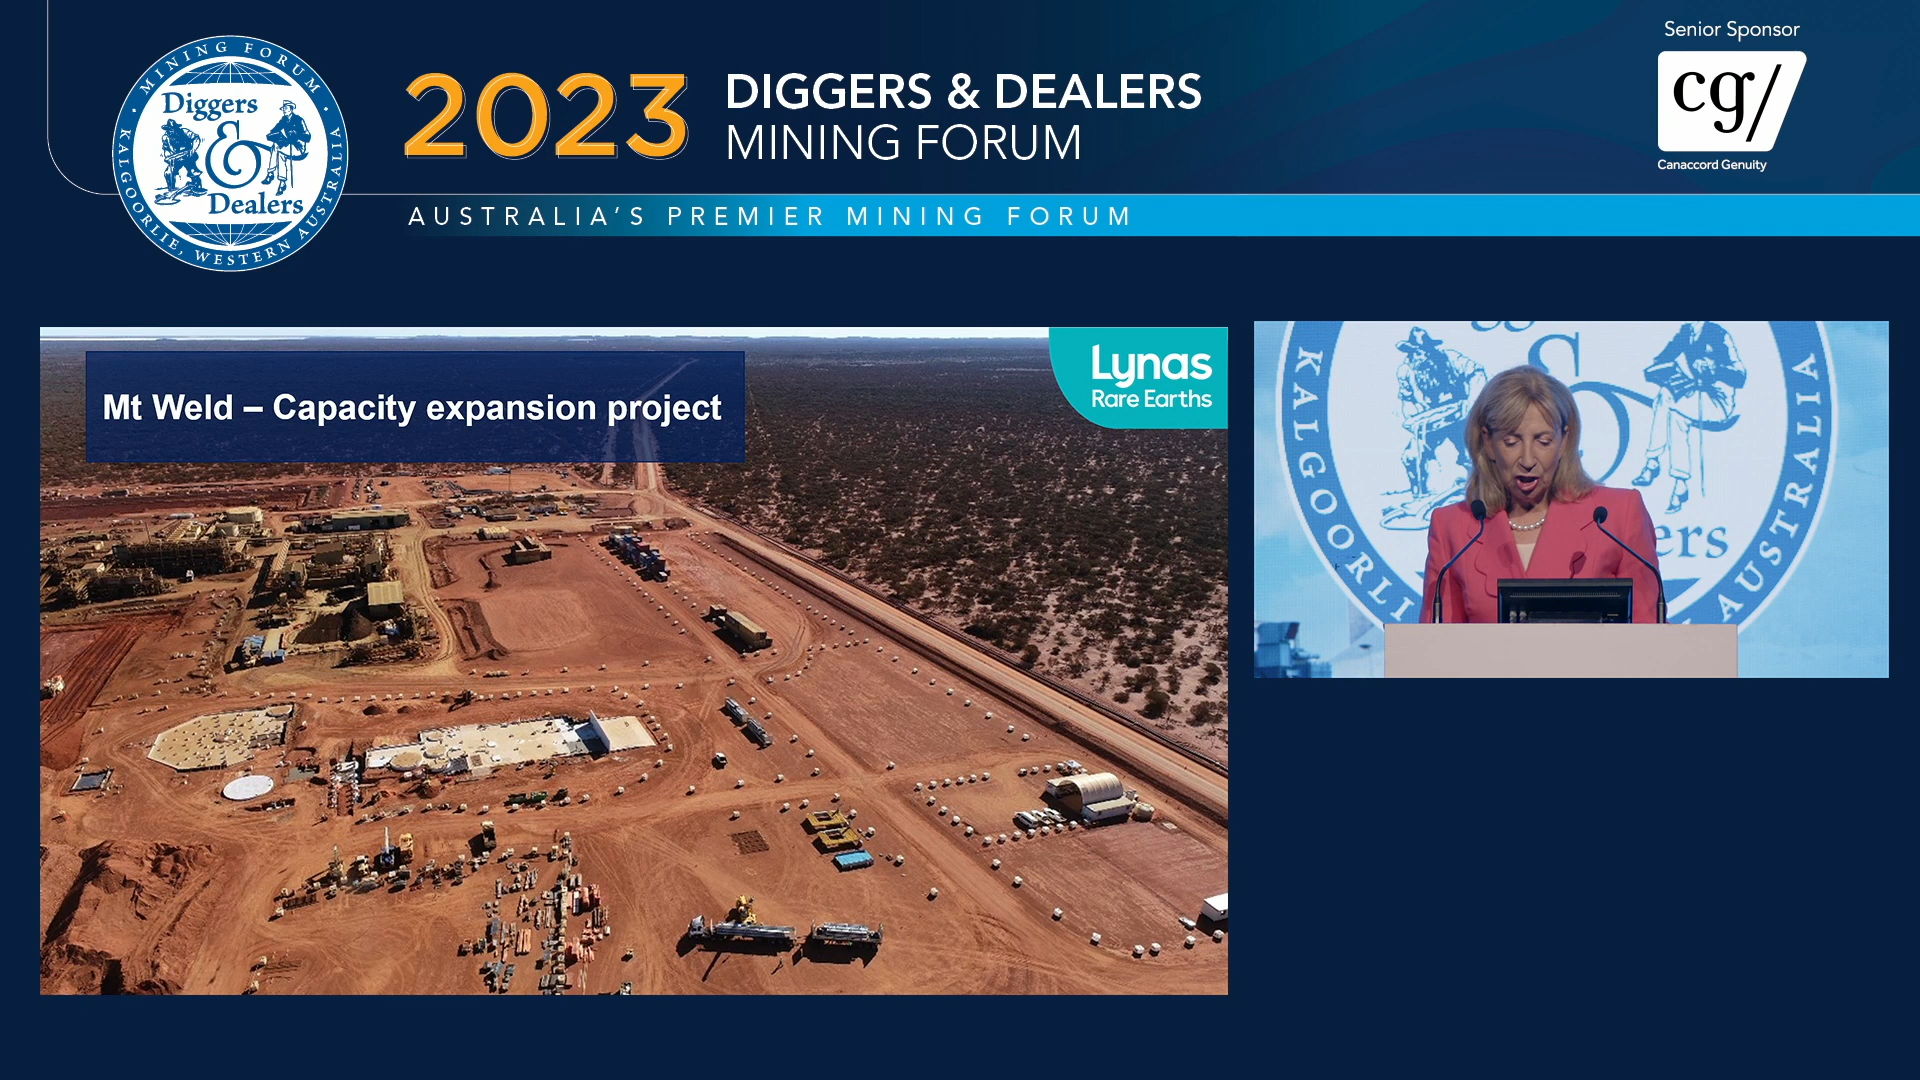 Senior Sponsor
cg/
Canaccord Genuity
MINING FORUM
Diggers
&
Dealers
KALGOORLIE, WESTERN AUSTRALIA
2023 DIGGERS & DEALERS
MINING FORUM
AUSTRALIA'S PREMIER MINING FORUM
Mt Weld – Capacity expansion project
Lynas
Rare Earths
KALGOORLI
&
ers
AUSTRALIA